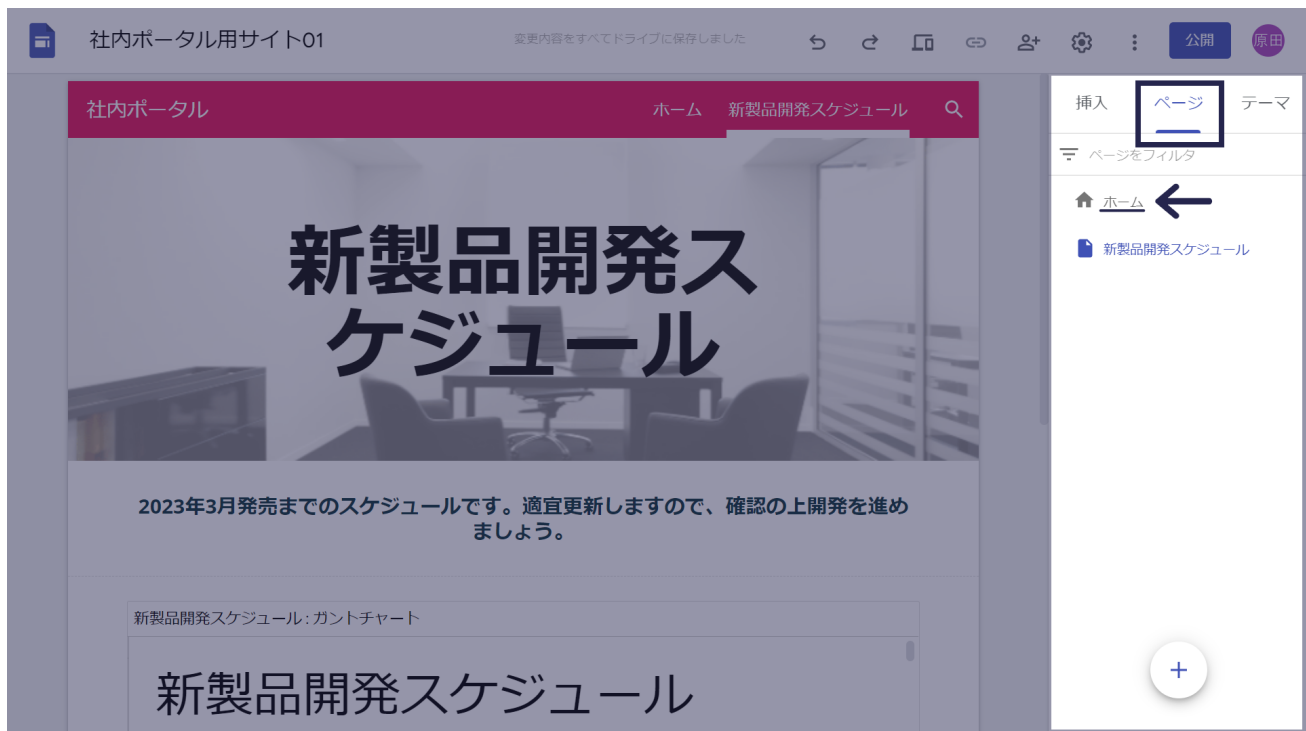 社内ポータル用サイト01
変更内容をすべてドライブに保存しました
公開
原田
社内ポータル
ホーム
新製品開発スケジュール
新製品開発ス
ケジュール
2023年3月発売までのスケジュールです。適宜更新しますので、確認の上開発を進め
ましょう。
新製品開発スケジュール : ガントチャート
新製品開発スケジュール
挿入
ページ
テーマ
ページをフィルタ
ホーム
新製品開発スケジュール